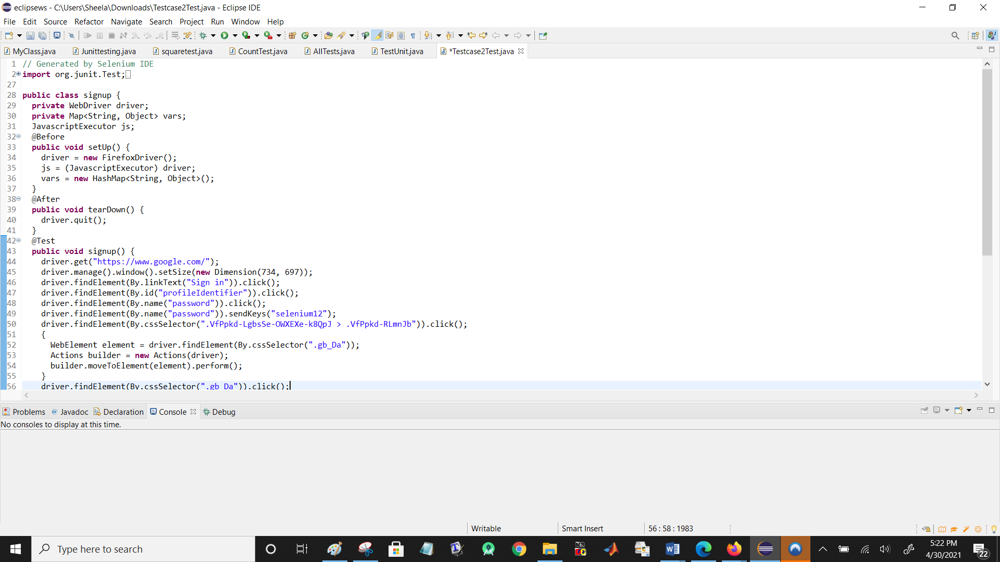 eclipsews - C:\Users\Sheela\Downloads\Testcase2Test.java - Eclipse IDE
File Edit Source Refactor Navigate Search Project Run Window Help
MyClass.java Junittesting.java squaretest.java CountTest.java AllTests.java TestUnit.java *Testcase2Test.java
1 // Generated by Selenium IDE
2 import org.junit.Test;
27
28 public class signup {
29 private WebDriver driver;
30 private Map<String, Object> vars;
31 JavascriptExecutor js;
32 @Before
33 public void setUp() {
34 driver = new FirefoxDriver();
35 js = (JavascriptExecutor) driver;
36 vars = new HashMap<String, Object>();
37 }
38 @After
39 public void tearDown() {
40 driver.quit();
41 }
42 @Test
43 public void signup() {
44 driver.get("https://www.google.com/");
45 driver.manage().window().setSize(new Dimension(734, 697));
46 driver.findElement(By.linkText("Sign in")).click();
47 driver.findElement(By.id("profileIdentifier")).click();
48 driver.findElement(By.name("password")).click();
49 driver.findElement(By.name("password")).sendKeys("selenium12");
50 driver.findElement(By.cssSelector(".VfPpkd-LgbsSe-OWXEXe-k8QpJ > .VfPpkd-RLmnJb")).click();
51 {
52 WebElement element = driver.findElement(By.cssSelector(".gb_Da"));
53 Actions builder = new Actions(driver);
54 builder.moveToElement(element).perform();
55 }
56 driver.findElement(By.cssSelector(".gb_Da")).click();
Problems @ Javadoc Declaration Console Debug
No consoles to display at this time.
Writable Smart Insert 56 : 58 : 1983
Type here to search
5:22 PM
4/30/2021
22